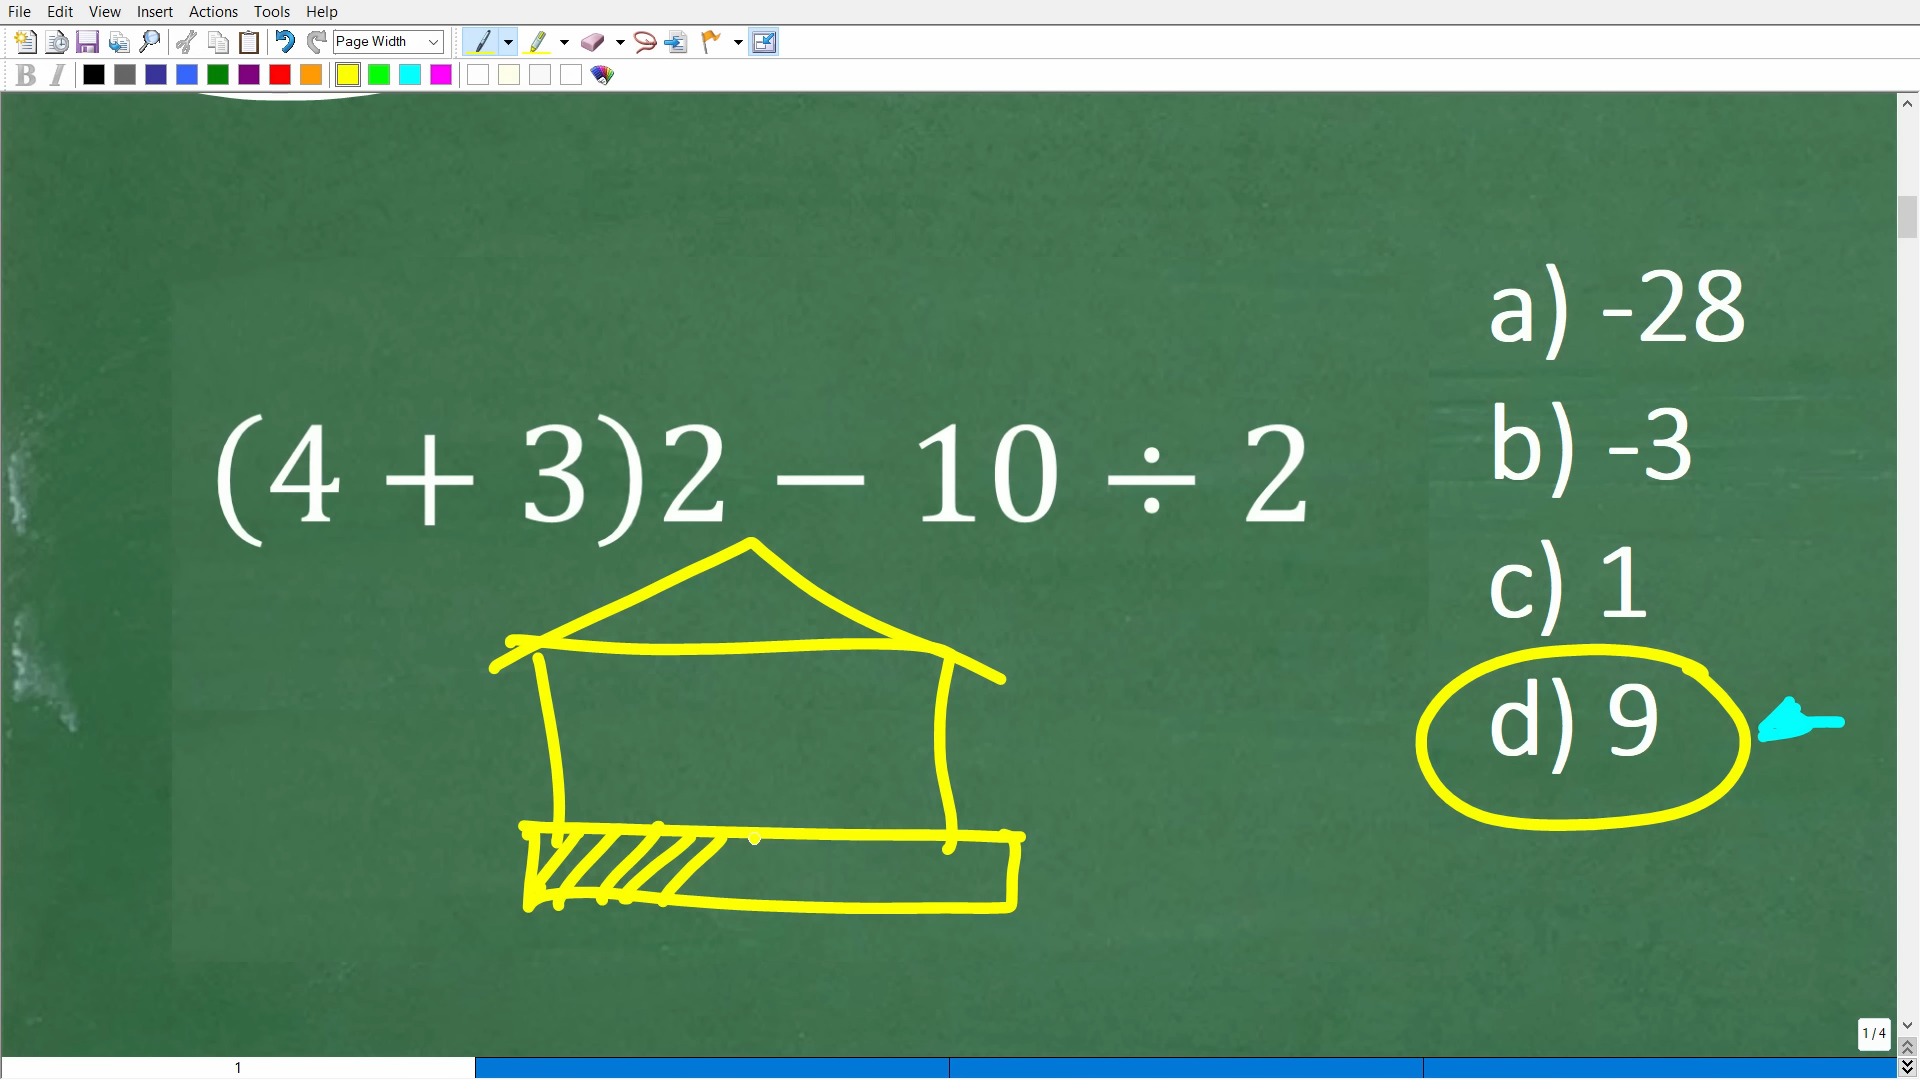 File Edit View Insert Actions Tools Help
Page Width
B I
(4 + 3)2 − 10 ÷ 2
a) -28
b) -3
c) 1
d) 9
1 / 4
1